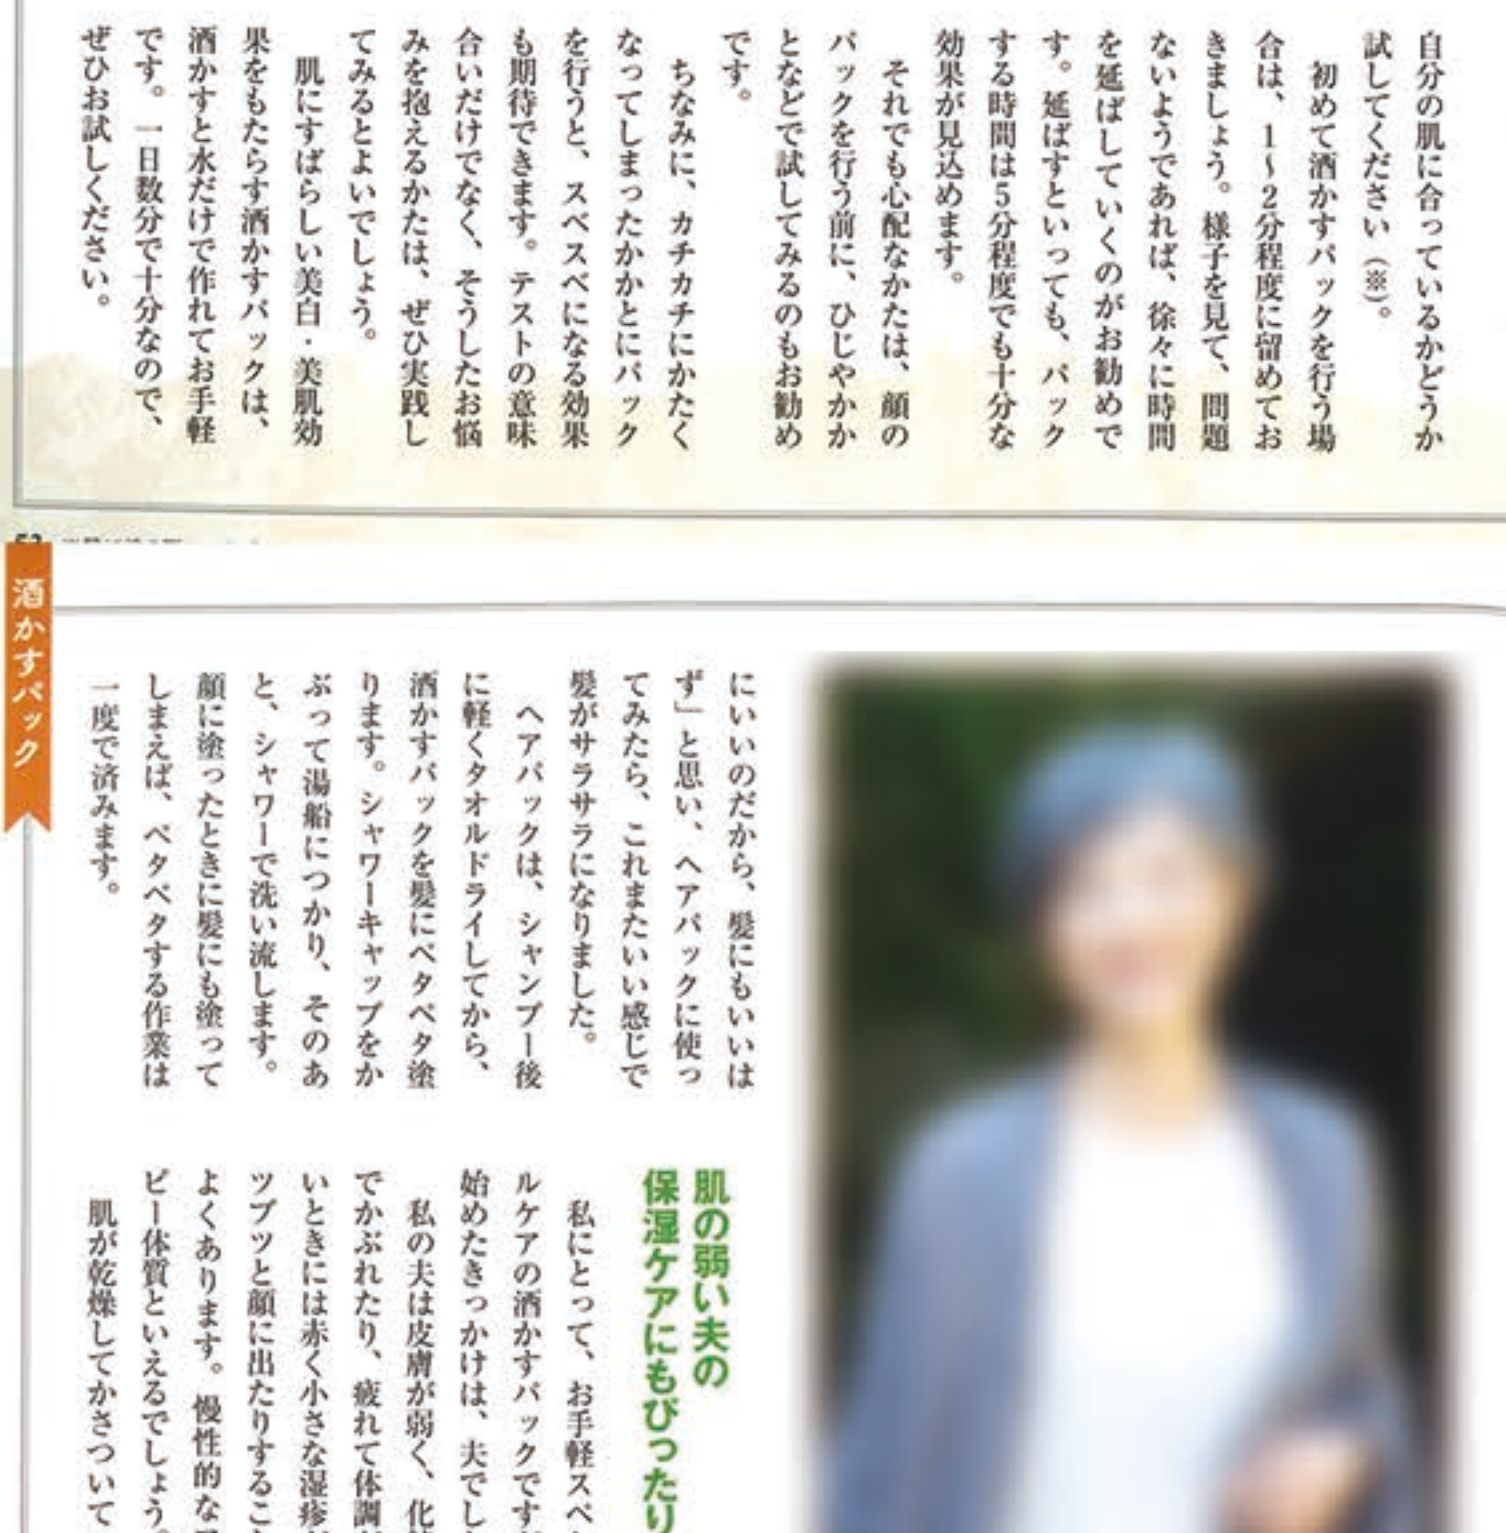 自分の肌に合っているかどうか
試してください（※）。
初めて酒かすパックを行う場
合は、1〜2分程度に留めてお
きましょう。様子を見て、問題
ないようであれば、徐々に時間
を延ばしていくのがお勧めで
す。延ばすといっても、パック
する時間は5分程度でも十分な
効果が見込めます。
それでも心配なかたは、顔の
パックを行う前に、ひじやかか
となどで試してみるのもお勧め
です。
ちなみに、カチカチにかたく
なってしまったかかとにパック
を行うと、スベスベになる効果
も期待できます。テストの意味
合いだけでなく、そうしたお悩
みを抱えるかたは、ぜひ実践し
てみるとよいでしょう。
肌にすばらしい美白・美肌効
果をもたらす酒かすパックは、
酒かすと水だけで作れてお手軽
です。一日数分で十分なので、
ぜひお試しください。
酒かすパック
にいいのだから、髪にもいいは
ず」と思い、ヘアパックに使っ
てみたら、これまたいい感じで
髪がサラサラになりました。
ヘアパックは、シャンプー後
に軽くタオルドライしてから、
酒かすパックを髪にベタベタ塗
ります。シャワーキャップをか
ぶって湯船につかり、そのあ
と、シャワーで洗い流します。
顔に塗ったときに髪にも塗って
しまえば、ベタベタする作業は
一度で済みます。
肌の弱い夫の
保湿ケアにもぴったり
私にとって、お手軽スペ
ルケアの酒かすパックです
始めたきっかけは、夫でし
私の夫は皮膚が弱く、化
でかぶれたり、疲れて体調
いときには赤く小さな湿疹
ツブツと顔に出たりするこ
よくあります。慢性的な
ピー体質といえるでしょう。
肌が乾燥してかさついて